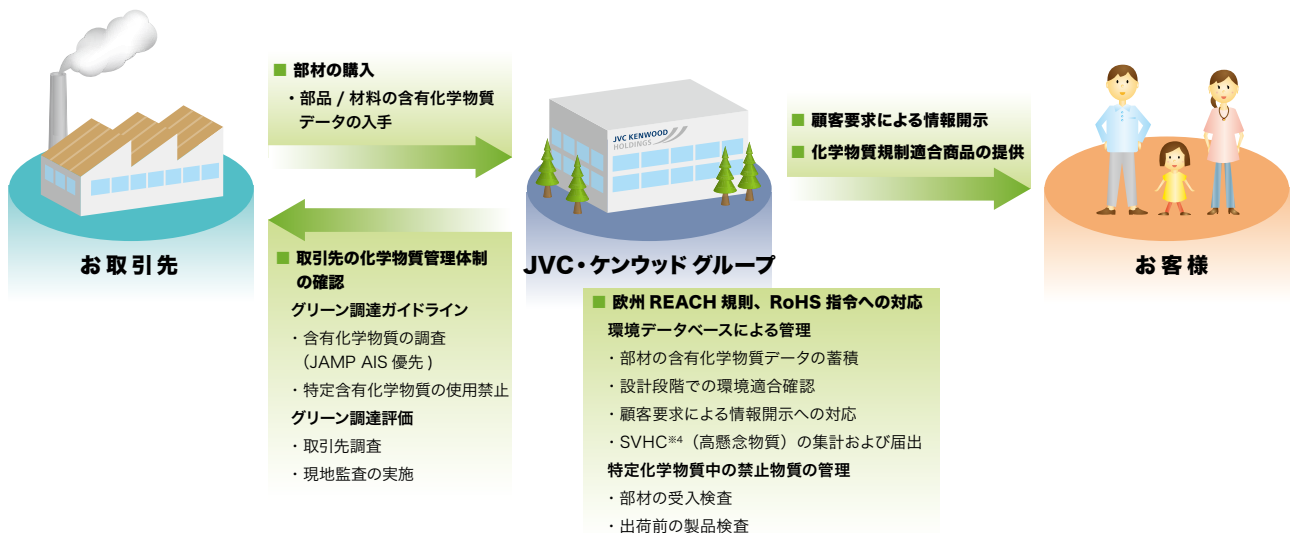 ■ 部材の購入
・部品 / 材料の含有化学物質
データの入手
JVC KENWOOD
HOLDINGS
■ 顧客要求による情報開示
■ 化学物質規制適合商品の提供
お取引先
■ 取引先の化学物質管理体制
の確認
グリーン調達ガイドライン
・含有化学物質の調査
（JAMP AIS 優先 )
・特定含有化学物質の使用禁止
グリーン調達評価
・取引先調査
・現地監査の実施
JVC・ケンウッド グループ
■ 欧州 REACH 規則、RoHS 指令への対応
環境データベースによる管理
・部材の含有化学物質データの蓄積
・設計段階での環境適合確認
・顧客要求による情報開示への対応
・SVHC※4（高懸念物質）の集計および届出
特定化学物質中の禁止物質の管理
・部材の受入検査
・出荷前の製品検査
お客様